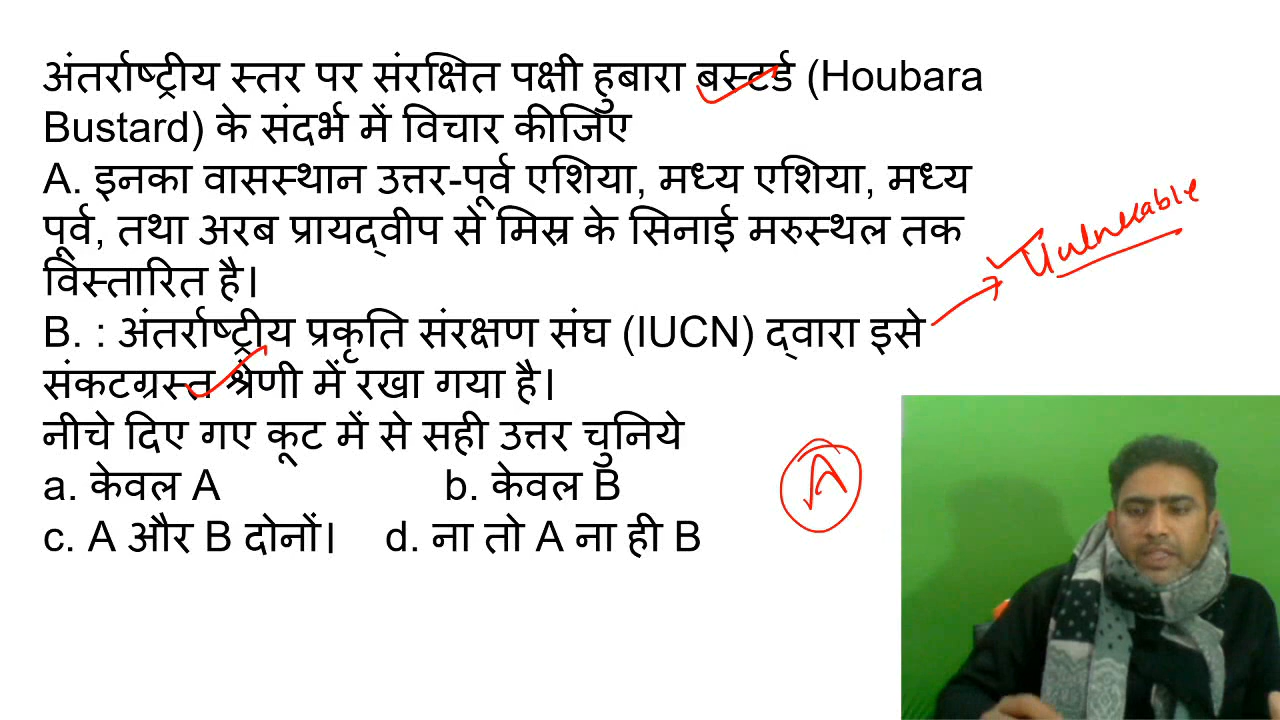 अंतर्राष्ट्रीय स्तर पर संरक्षित पक्षी हुबारा बस्टर्ड (Houbara
Bustard) के संदर्भ में विचार कीजिए
A. इनका वासस्थान उत्तर-पूर्व एशिया, मध्य एशिया, मध्य
पूर्व, तथा अरब प्रायद्वीप से मिस्र के सिनाई मरुस्थल तक
विस्तारित है।
Vulnerable
B. : अंतर्राष्ट्रीय प्रकृति संरक्षण संघ (IUCN) द्वारा इसे
संकटग्रस्त श्रेणी में रखा गया है।
नीचे दिए गए कूट में से सही उत्तर चुनिये
a. केवल A b. केवल B
A
c. A और B दोनों। d. ना तो A ना ही B